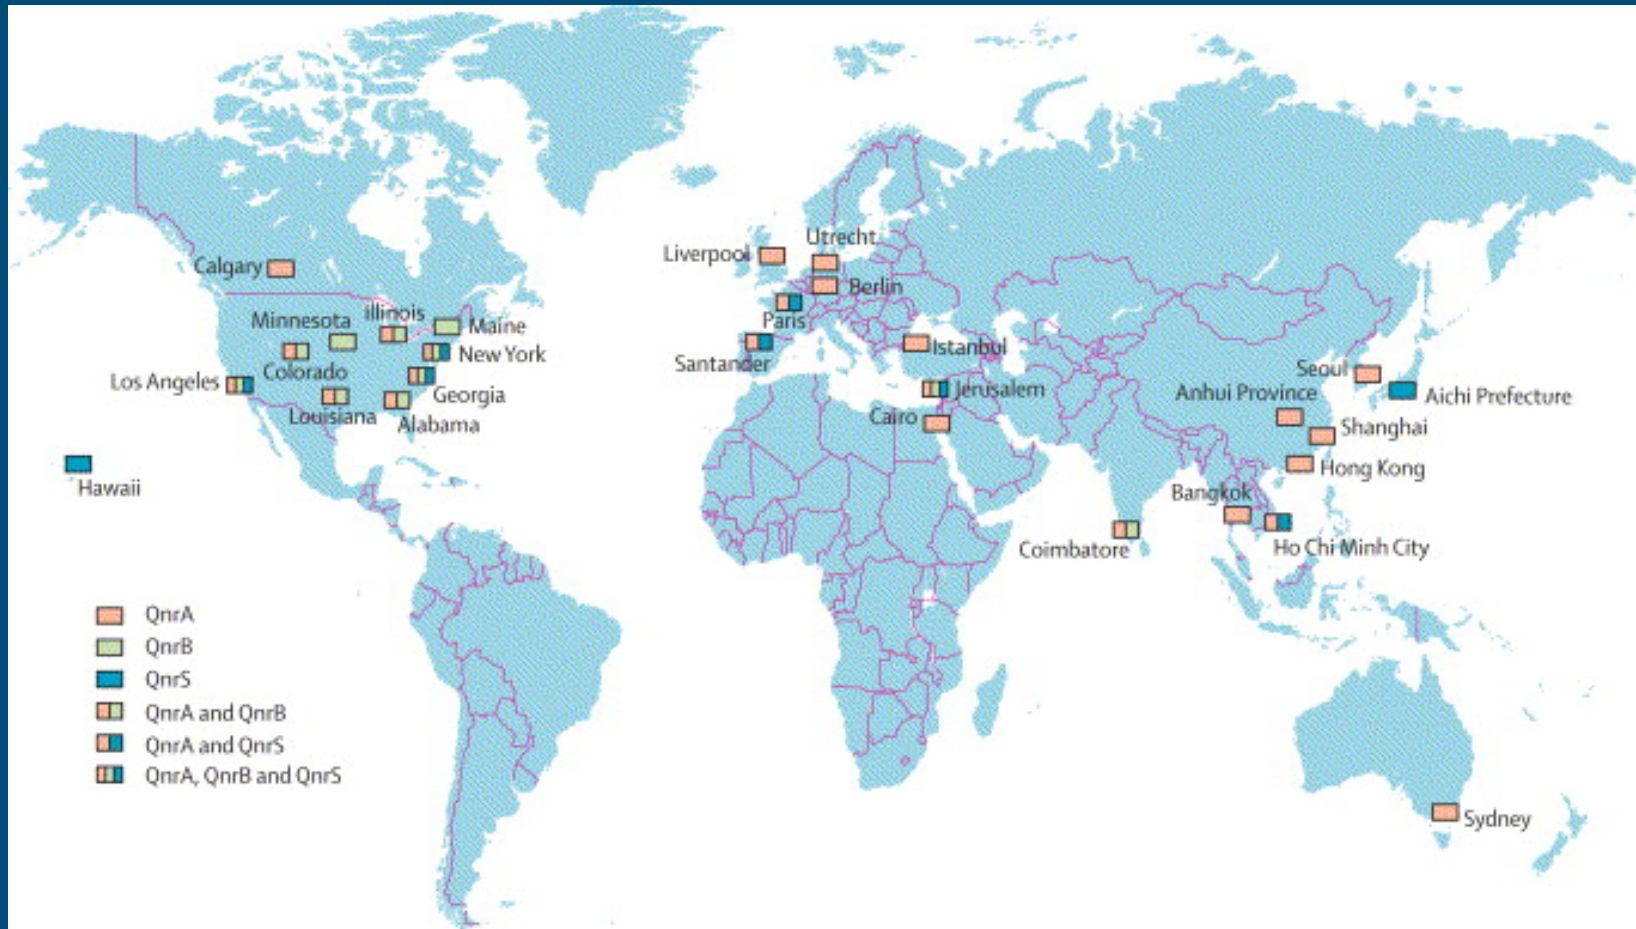 Utrecht
Liverpool
Calgary
Berlin
illinois
Minnesota
Maine
Paris
New York
Istanbul
Santander
Colorado
Seoul
Los Angeles
Jerusalem
Anhui Province
Aichi Prefecture
Georgia
Louisiana
Alabama
Cairo
Shanghai
Hong Kong
Hawaii
Bangkok
Coimbatore
Ho Chi Minh City
QnrA
QnrB
QnrS
QnrA and QnrB
QnrA and QnrS
QnrA, QnrB and QnrS
Sydney